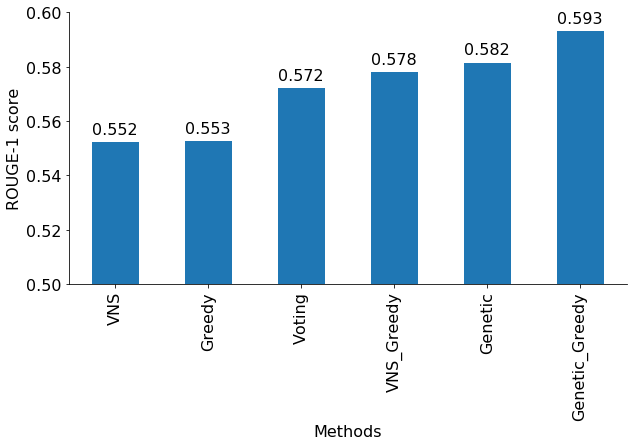 0.60
0.58
0.56
0.54
0.52
0.50
ROUGE-1 score
0.552
0.553
0.572
0.578
0.582
0.593
VNS
Greedy
Voting
VNS_Greedy
Genetic
Genetic_Greedy
Methods